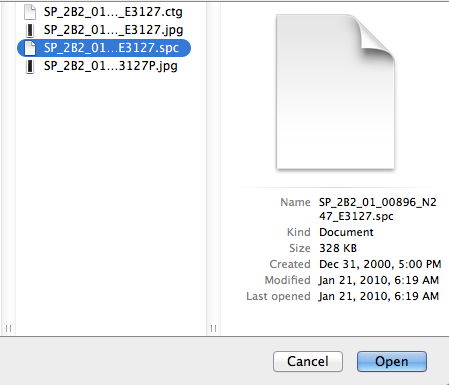 SP_2B2_01..._E3127.ctg
SP_2B2_01..._E3127.jpg
SP_2B2_01...E3127.spc
SP_2B2_01...3127P.jpg
Name SP_2B2_01_00896_N2
47_E3127.spc
Kind Document
Size 328 KB
Created Dec 31, 2000, 5:00 PM
Modified Jan 21, 2010, 6:19 AM
Last opened Jan 21, 2010, 6:19 AM
Cancel Open